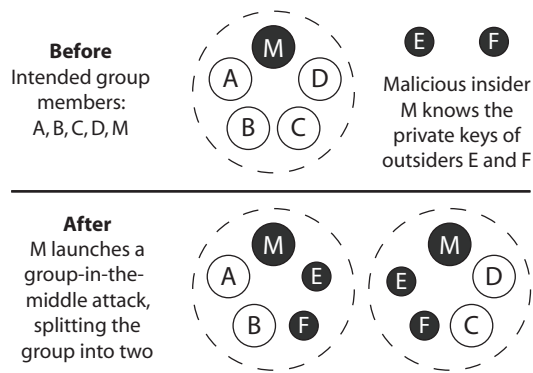 Before
Intended group
members:
A, B, C, D, M
M
A
D
B
C
E
F
Malicious insider
M knows the
private keys of
outsiders E and F
After
M launches a
group-in-the-
middle attack,
splitting the
group into two
M
A
E
B
F
M
E
D
F
C